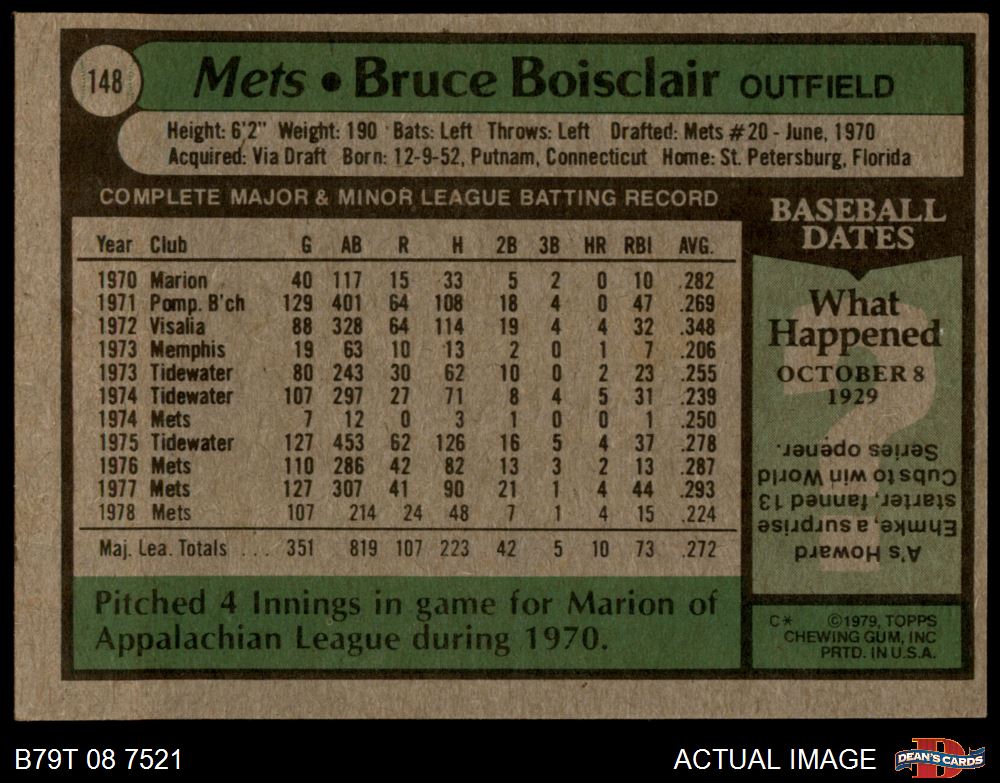 148
Mets • Bruce Boisclair OUTFIELD
Height: 6'2" Weight: 190 Bats: Left Throws: Left Drafted: Mets #20 - June, 1970
Acquired: Via Draft Born: 12-9-52, Putnam, Connecticut Home: St. Petersburg, Florida
COMPLETE MAJOR & MINOR LEAGUE BATTING RECORD
Year Club G AB R H 2B 3B HR RBI AVG.
1970 Marion 40 117 15 33 5 2 0 10 .282
1971 Pomp. B'ch 129 401 64 108 18 4 0 47 .269
1972 Visalia 88 328 64 114 19 4 4 32 .348
1973 Memphis 19 63 10 13 2 0 1 7 .206
1973 Tidewater 80 243 30 62 10 0 2 23 .255
1974 Tidewater 107 297 27 71 8 4 5 31 .239
1974 Mets 7 12 0 3 1 0 0 1 .250
1975 Tidewater 127 453 62 126 16 5 4 37 .278
1976 Mets 110 286 42 82 13 3 2 13 .287
1977 Mets 127 307 41 90 21 1 4 44 .293
1978 Mets 107 214 24 48 7 1 4 15 .224
Maj. Lea. Totals ... 351 819 107 223 42 5 10 73 .272
Pitched 4 Innings in game for Marion of
Appalachian League during 1970.
BASEBALL
DATES
What
Happened
OCTOBER 8
1929
?
A's Howard
Ehmke, a surprise
starter, fanned 13
Cubs to win World
Series opener.
C* ©1979, TOPPS
CHEWING GUM, INC
PRTD. IN U.S.A.
B79T 08 7521
ACTUAL IMAGE
D
DEAN'S CARDS